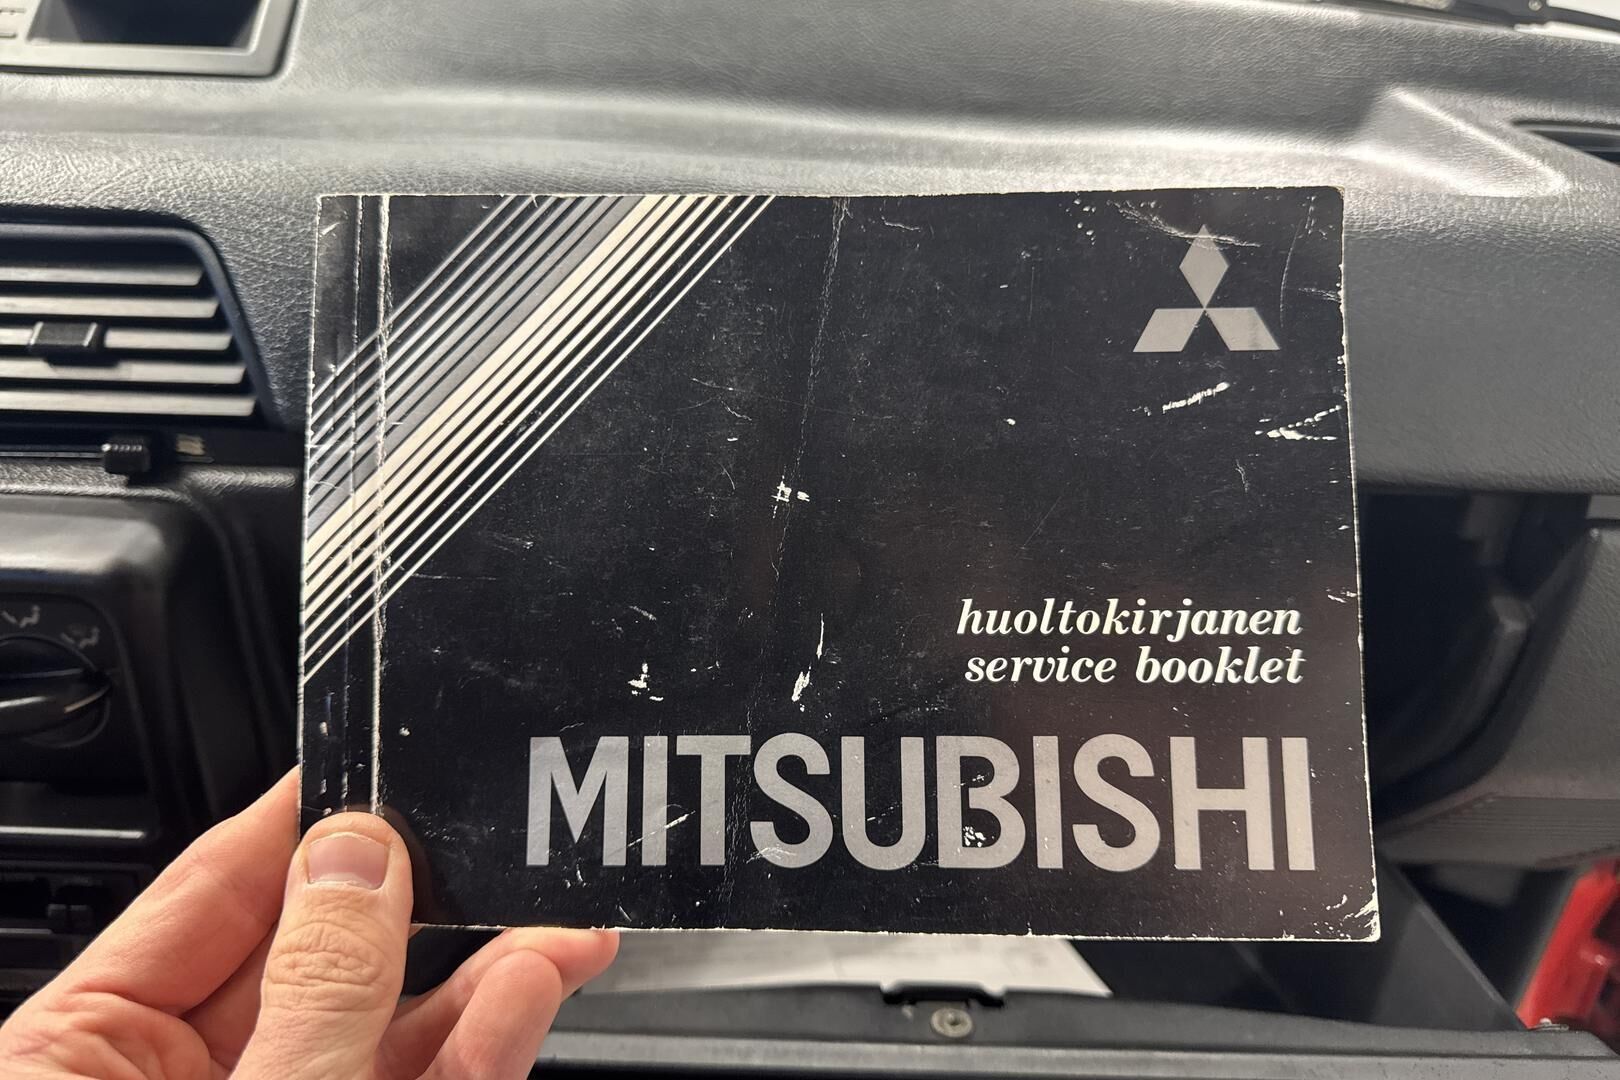 huoltokirjanen
service booklet
MITSUBISHI